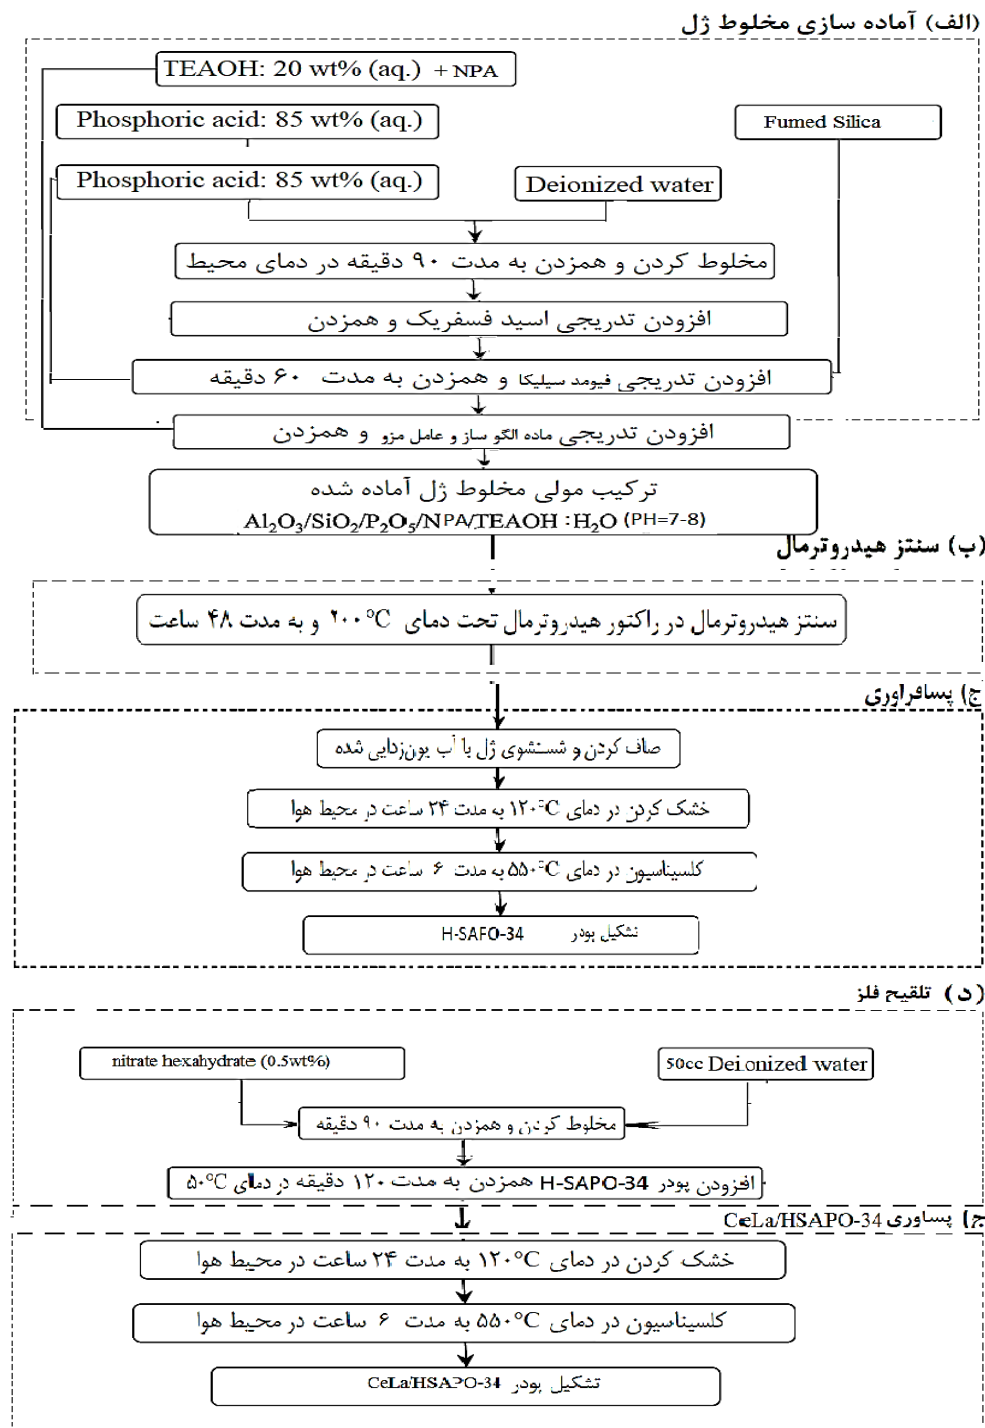 (الف) آماده سازی مخلوط ژل
TEAOH: 20 wt% (aq.) + NPA
Phosphoric acid: 85 wt% (aq.)
Fumed Silica
Phosphoric acid: 85 wt% (aq.)
Deionized water
مخلوط کردن و همزدن به مدت ۹۰ دقیقه در دمای محیط
افزودن تدریجی اسید فسفریک و همزدن
افزودن تدریجی فیومد سیلیکا و همزدن به مدت ۶۰ دقیقه
افزودن تدریجی ماده الگو ساز و عامل مزو و همزدن
ترکیب مولی مخلوط ژل آماده شده
Al₂O₃/SiO₂/P₂O₅/NPA/TEAOH :H₂O (PH=7-8)
(ب) سنتز هیدروترمال
سنتز هیدروترمال در راکتور هیدروترمال تحت دمای ۲۰۰°C و به مدت ۴۸ ساعت
ج) پسافراوری
صاف کردن و شستشوی ژل با آب یون‌زدایی شده
خشک کردن در دمای ۱۲۰°C به مدت ۲۴ ساعت در محیط هوا
کلسیناسیون در دمای ۵۵۰°C به مدت ۶ ساعت در محیط هوا
تشکیل پودر H-SAFO-34
(د) تلقیح فلز
nitrate hexahydrate (0.5wt%)
50cc Deionized water
مخلوط کردن و همزدن به مدت ۹۰ دقیقه
افزودن پودر H-SAPO-34 همزدن به مدت ۱۲۰ دقیقه در دمای ۵۰°C
ج) پساوری CeLa/HSAPO-34
خشک کردن در دمای ۱۲۰°C به مدت ۲۴ ساعت در محیط هوا
کلسیناسیون در دمای ۵۵۰°C به مدت ۶ ساعت در محیط هوا
تشکیل پودر CeLa/HSAPO-34